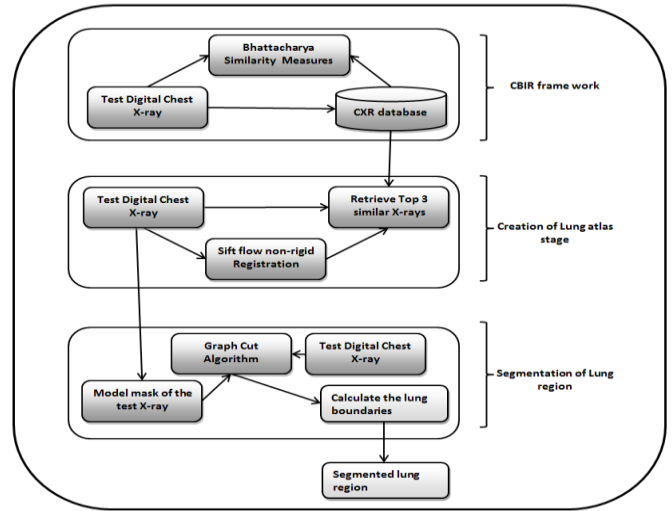 Bhattacharya
Similarity Measures
Test Digital Chest
X-ray
CXR database
CBIR frame work
Test Digital Chest
X-ray
Retrieve Top 3
similar X-rays
Sift flow non-rigid
Registration
Creation of Lung atlas
stage
Graph Cut
Algorithm
Test Digital Chest
X-ray
Model mask of the
test X-ray
Calculate the lung
boundaries
Segmentation of Lung
region
Segmented lung
region